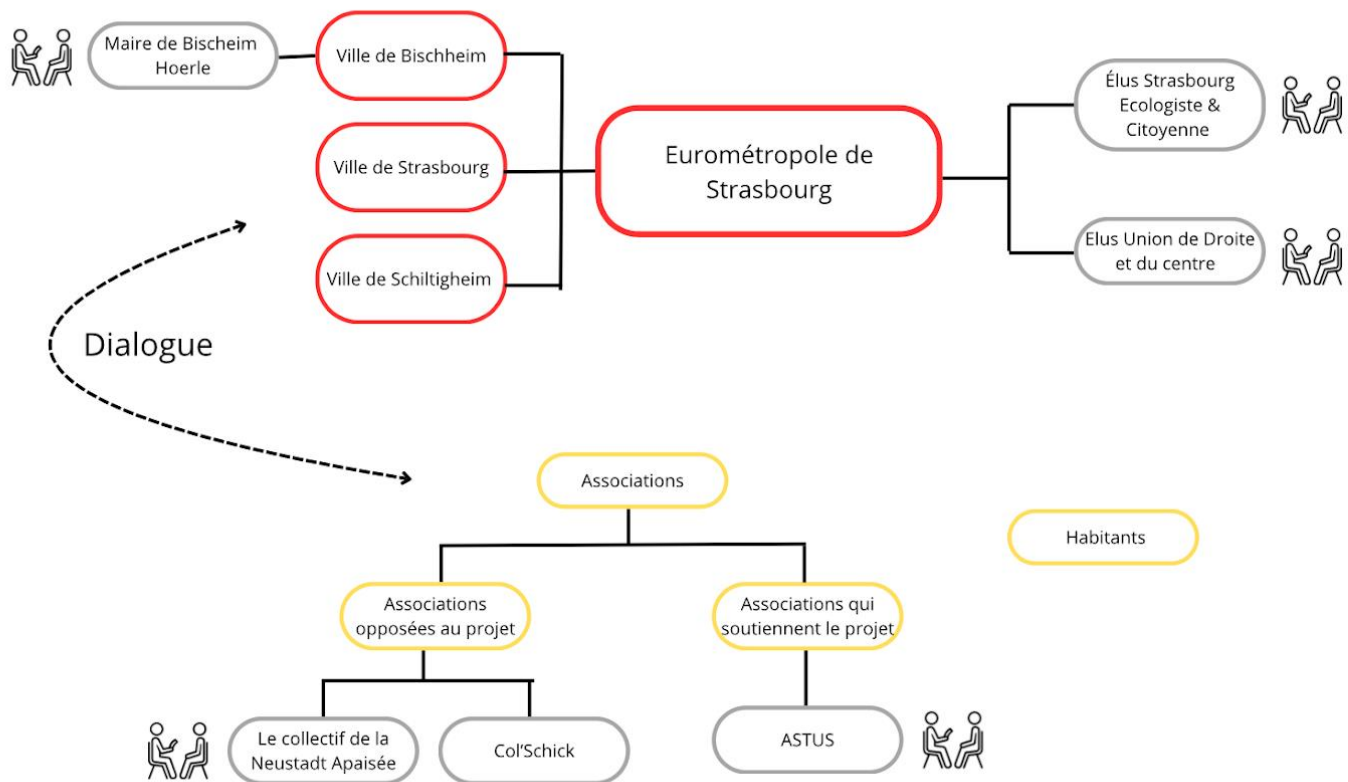 Maire de Bischeim
Hoerle
Ville de Bischheim
Ville de Strasbourg
Ville de Schiltigheim
Eurométropole de
Strasbourg
Élus Strasbourg
Ecologiste &
Citoyenne
Elus Union de Droite
et du centre
Dialogue
Associations
Habitants
Associations
opposées au projet
Associations qui
soutiennent le projet
Le collectif de la
Neustadt Apaisée
Col'Schick
ASTUS